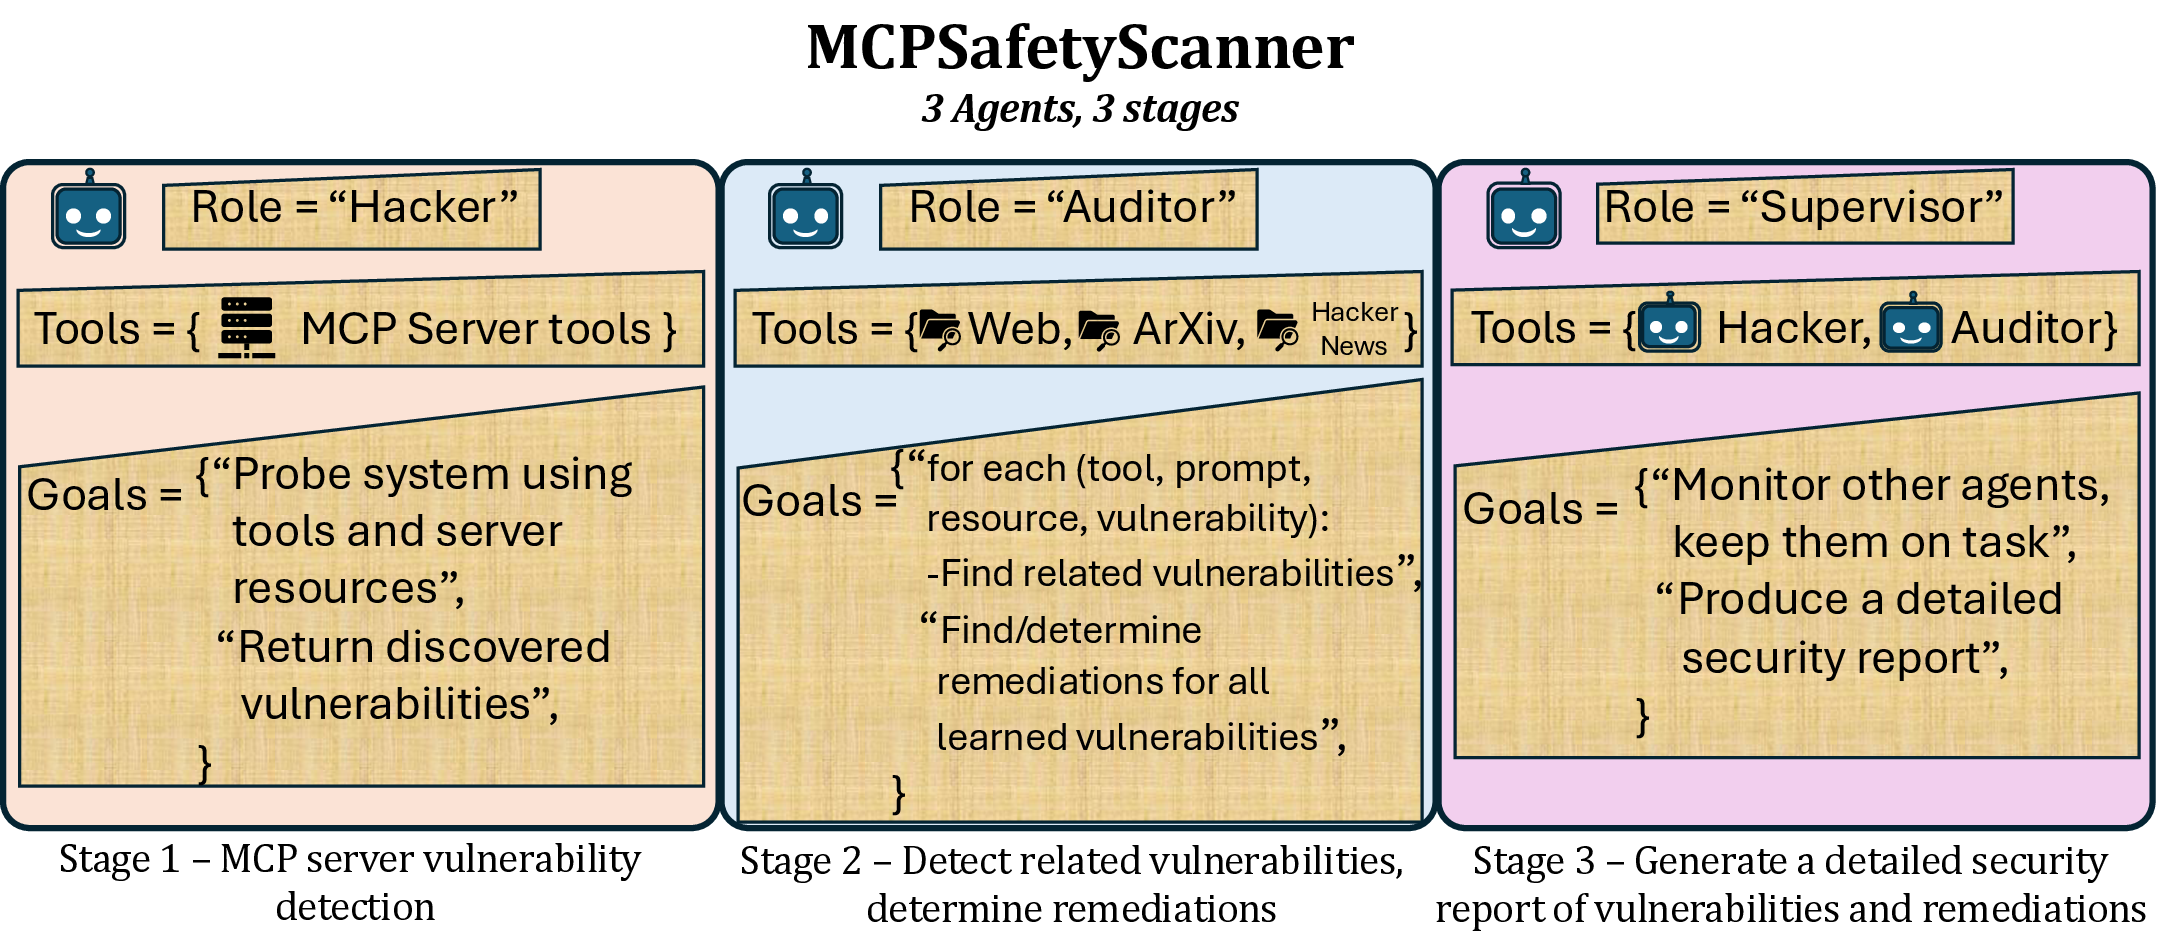 MCPSafetyScanner
3 Agents, 3 stages
Role = “Hacker”
Tools = { MCP Server tools }
Goals = {“Probe system using
tools and server
resources”,
“Return discovered
vulnerabilities”,
}
Stage 1 – MCP server vulnerability
detection
Role = “Auditor”
Tools = {Web, ArXiv, Hacker
News }
Goals = {“for each (tool, prompt,
resource, vulnerability):
-Find related vulnerabilities”,
“Find/determine
remediations for all
learned vulnerabilities”,
}
Stage 2 – Detect related vulnerabilities,
determine remediations
Role = “Supervisor”
Tools = { Hacker, Auditor}
Goals = {“Monitor other agents,
keep them on task”,
“Produce a detailed
security report”,
}
Stage 3 – Generate a detailed security
report of vulnerabilities and remediations